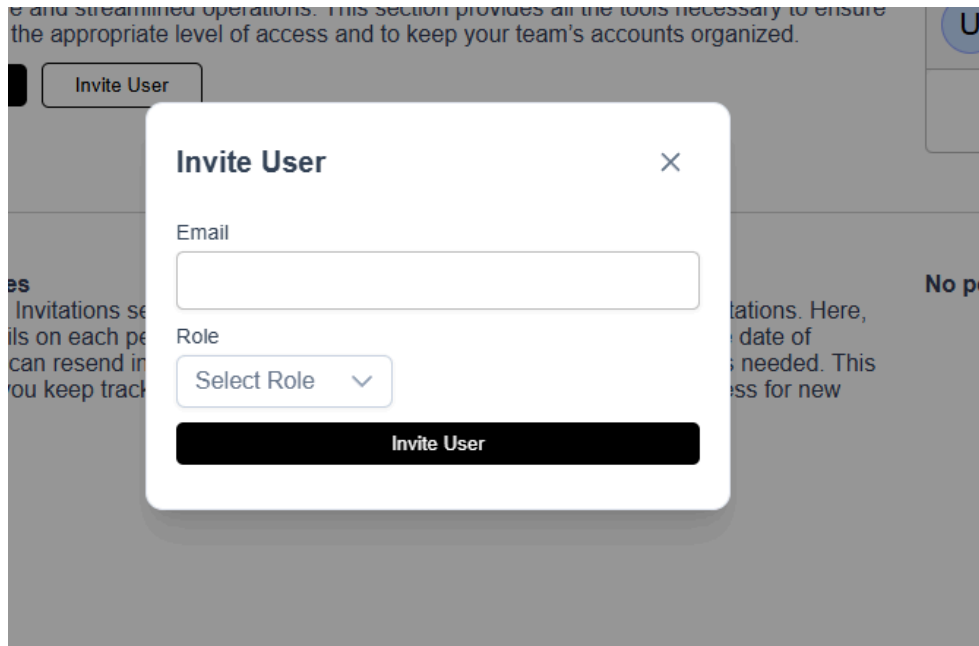 e and streamlined operations. This section provides all the tools necessary to ensure
the appropriate level of access and to keep your team's accounts organized.
U
Invite User
Invite User
Email
Role
Select Role
Invite User
es
Invitations se
ils on each pe
can resend in
you keep track
tations. Here,
date of
s needed. This
ess for new
No pe